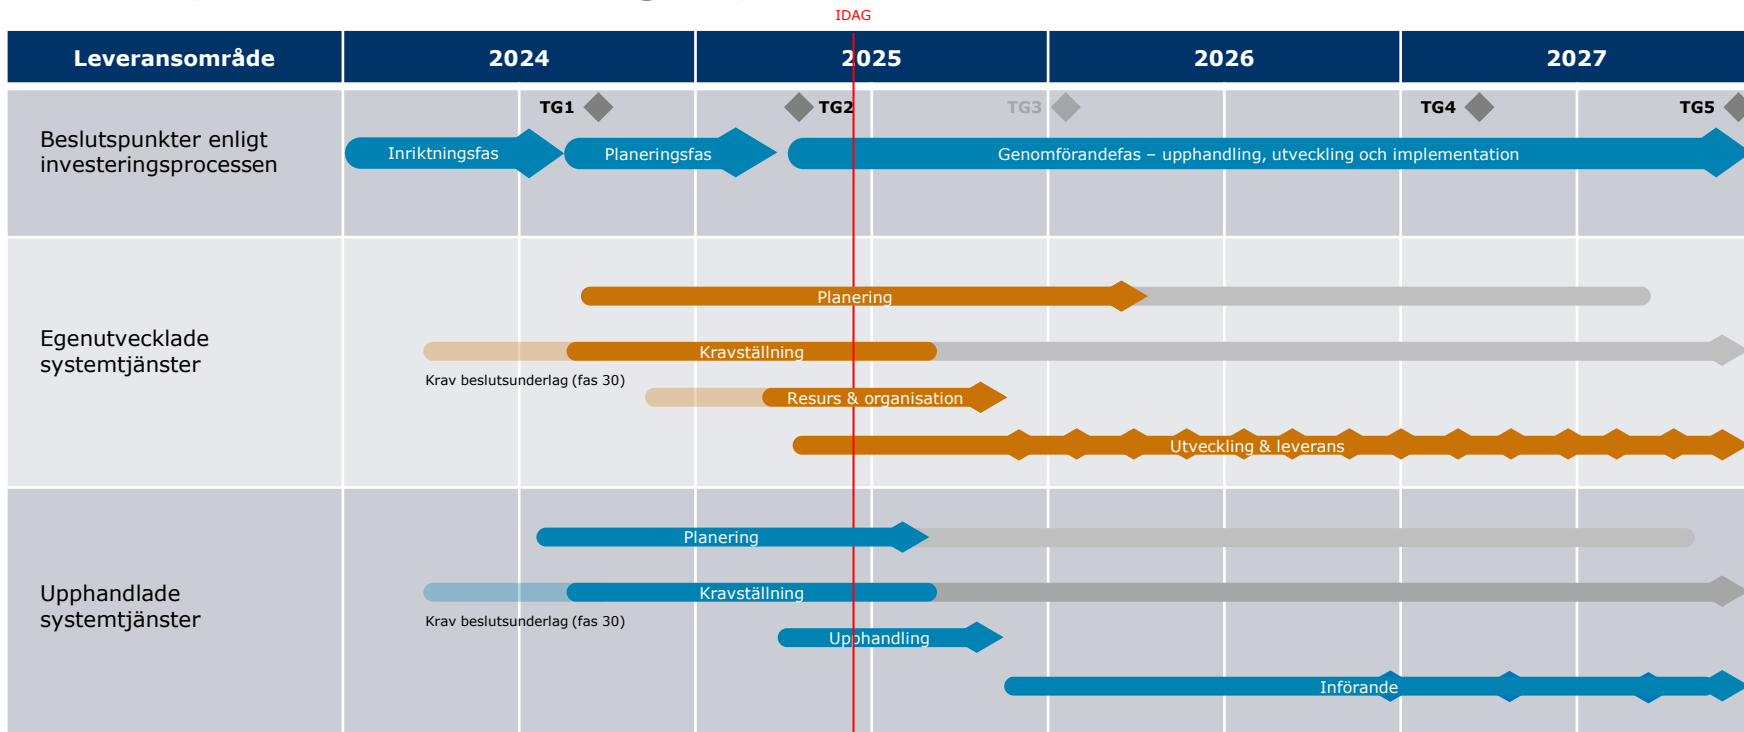 IDAG
Leveransområde
2024
2025
2026
2027
TG1
TG2
TG3
TG4
TG5
Beslutspunkter enligt
investeringsprocessen
Inriktningsfas
Planeringsfas
Genomförandefas – upphandling, utveckling och implementation
Egenutvecklade
systemtjänster
Planering
Kravställning
Krav beslutsunderlag (fas 30)
Resurs & organisation
Utveckling & leverans
Upphandlade
systemtjänster
Planering
Kravställning
Krav beslutsunderlag (fas 30)
Upphandling
Införande